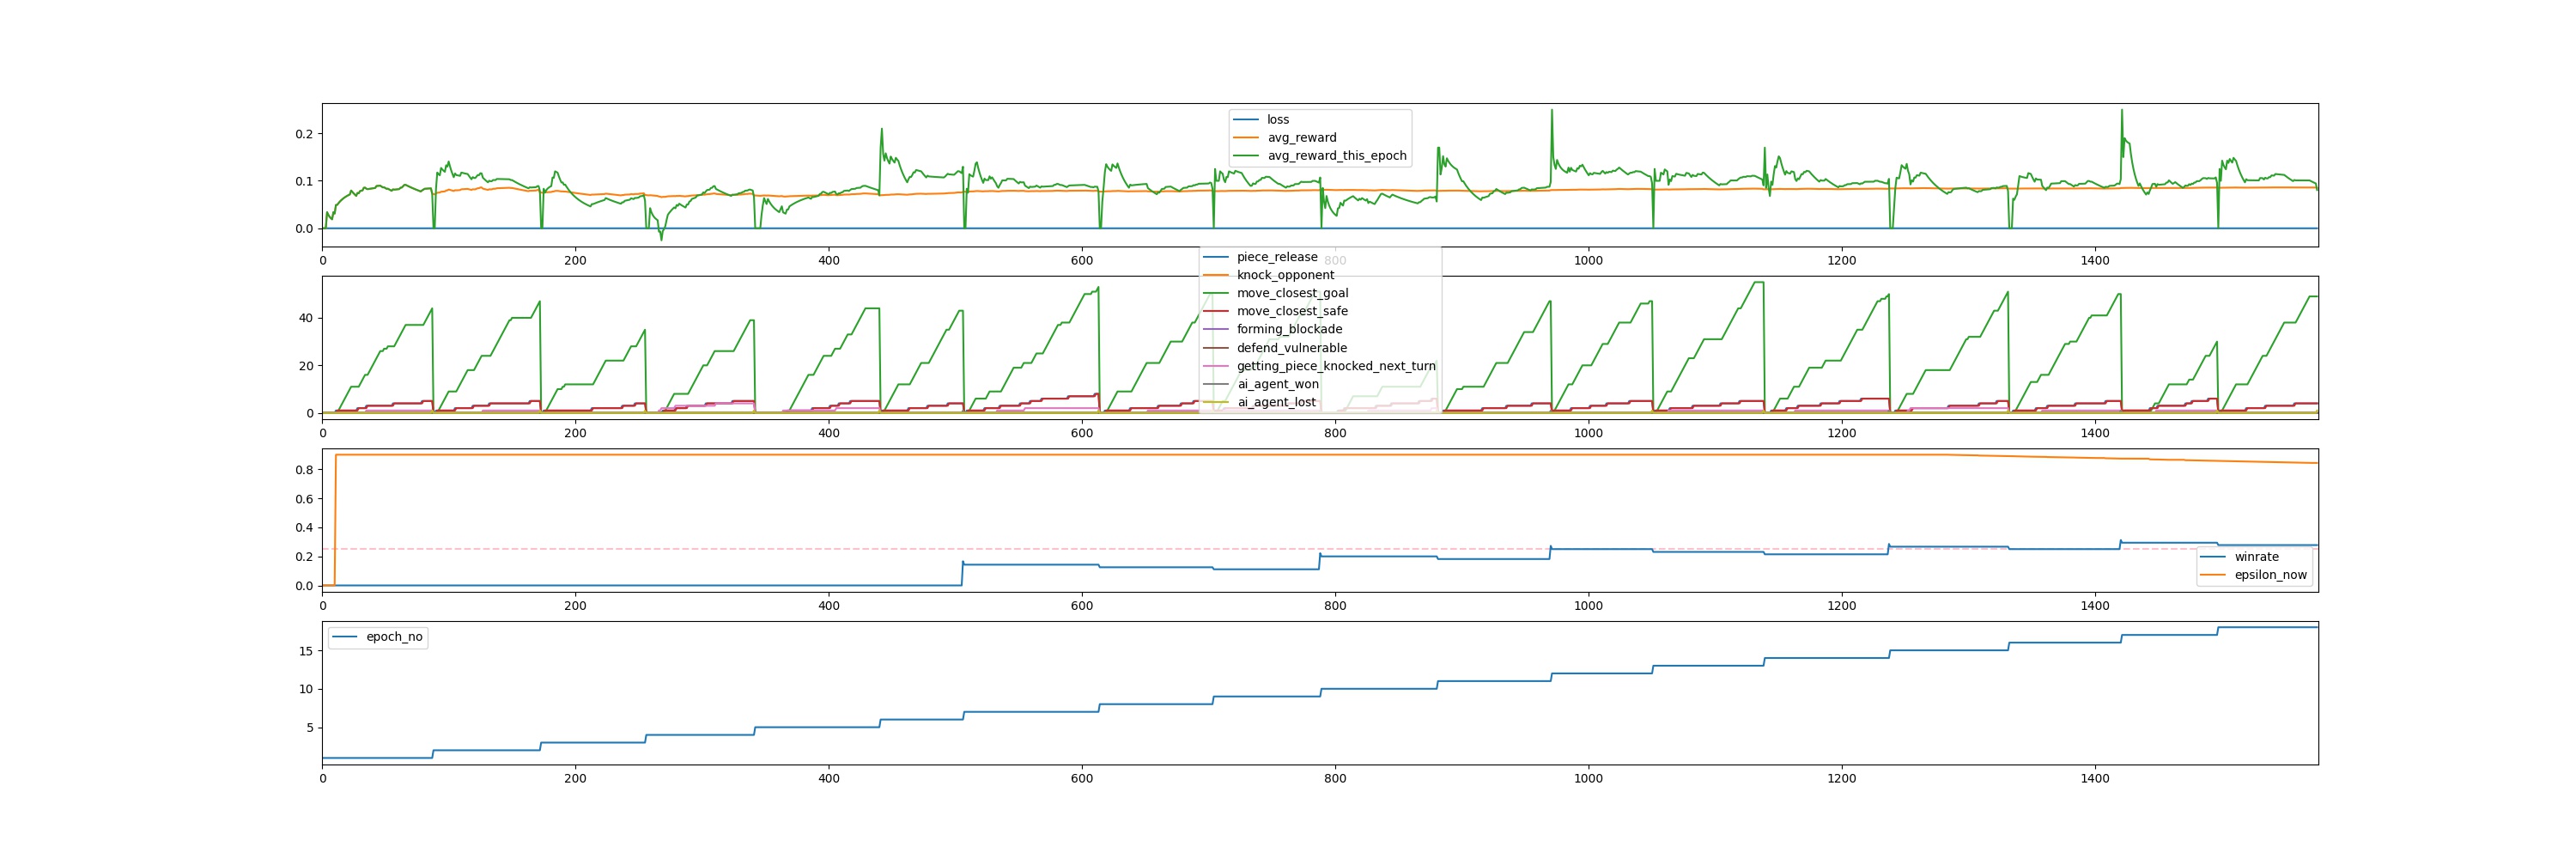 0.2
0.1
0.0
loss
avg_reward
avg_reward_this_epoch
0 200 400 600 800 1000 1200 1400
40
20
0
piece_release
knock_opponent
move_closest_goal
move_closest_safe
forming_blockade
defend_vulnerable
getting_piece_knocked_next_turn
ai_agent_won
ai_agent_lost
0 200 400 600 800 1000 1200 1400
0.8
0.6
0.4
0.2
0.0
winrate
epsilon_now
0 200 400 600 800 1000 1200 1400
epoch_no
15
10
5
0 200 400 600 800 1000 1200 1400